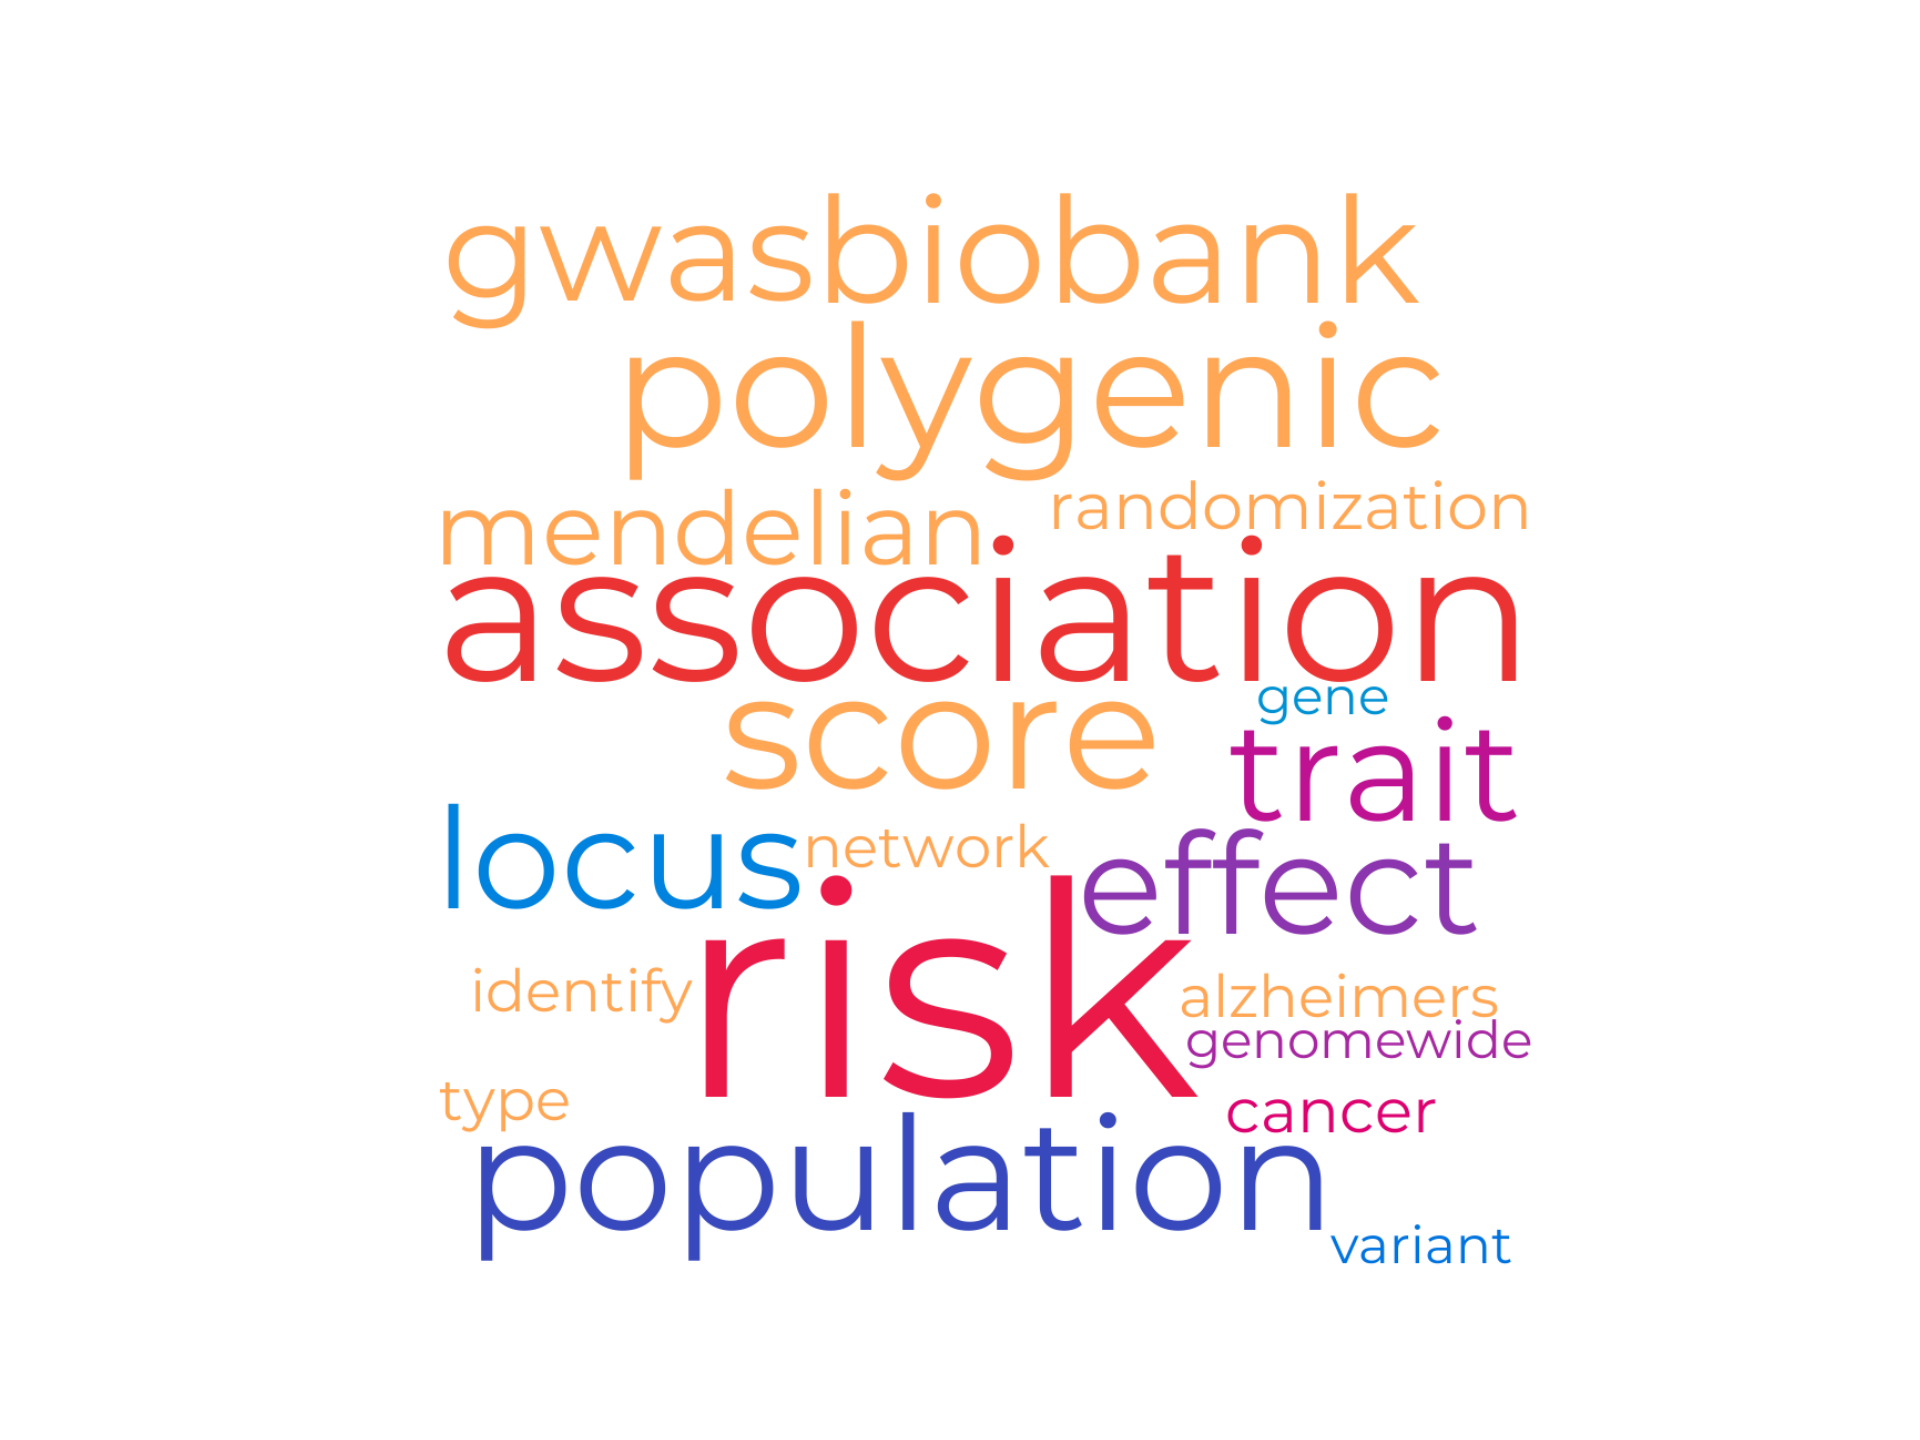 gwasbiobank
polygenic
mendelian randomization
association
score gene
trait
locus network effect
risk
identify alzheimers
genomewide
type cancer
population
variant